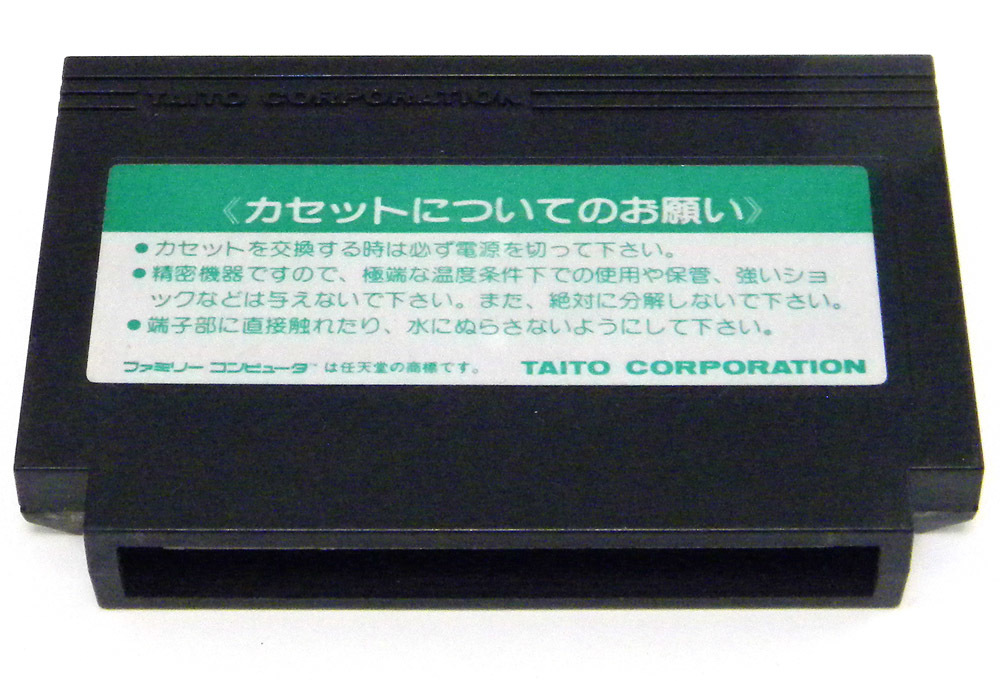 TAITO CORPORATION
《カセットについてのお願い》
●カセットを交換する時は必ず電源を切って下さい。
●精密機器ですので、極端な温度条件下での使用や保管、強いショ
ックなどは与えないで下さい。また、絶対に分解しないで下さい。
●端子部に直接触れたり、水にぬらさないようにして下さい。
ファミリーコンピュータ™は任天堂の商標です。 TAITO CORPORATION